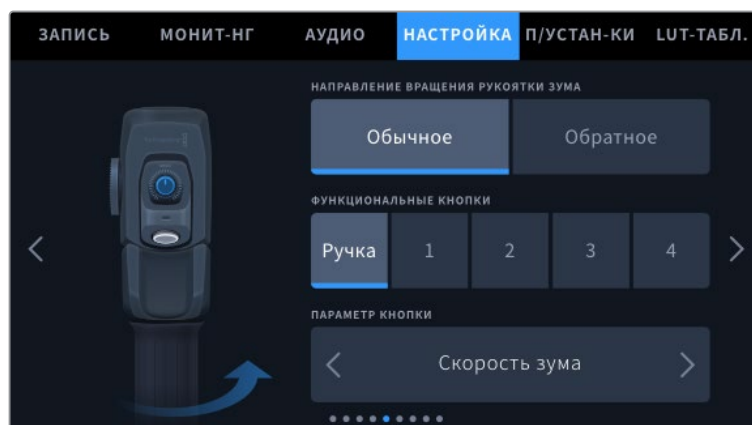 ЗАПИСЬ МОНИТ-НГ АУДИО НАСТРОЙКА П/УСТАН-КИ LUT-ТАБЛ.
НАПРАВЛЕНИЕ ВРАЩЕНИЯ РУКОЯТКИ ЗУМА
Обычное Обратное
ФУНКЦИОНАЛЬНЫЕ КНОПКИ
Ручка 1 2 3 4
ПАРАМЕТР КНОПКИ
Скорость зума